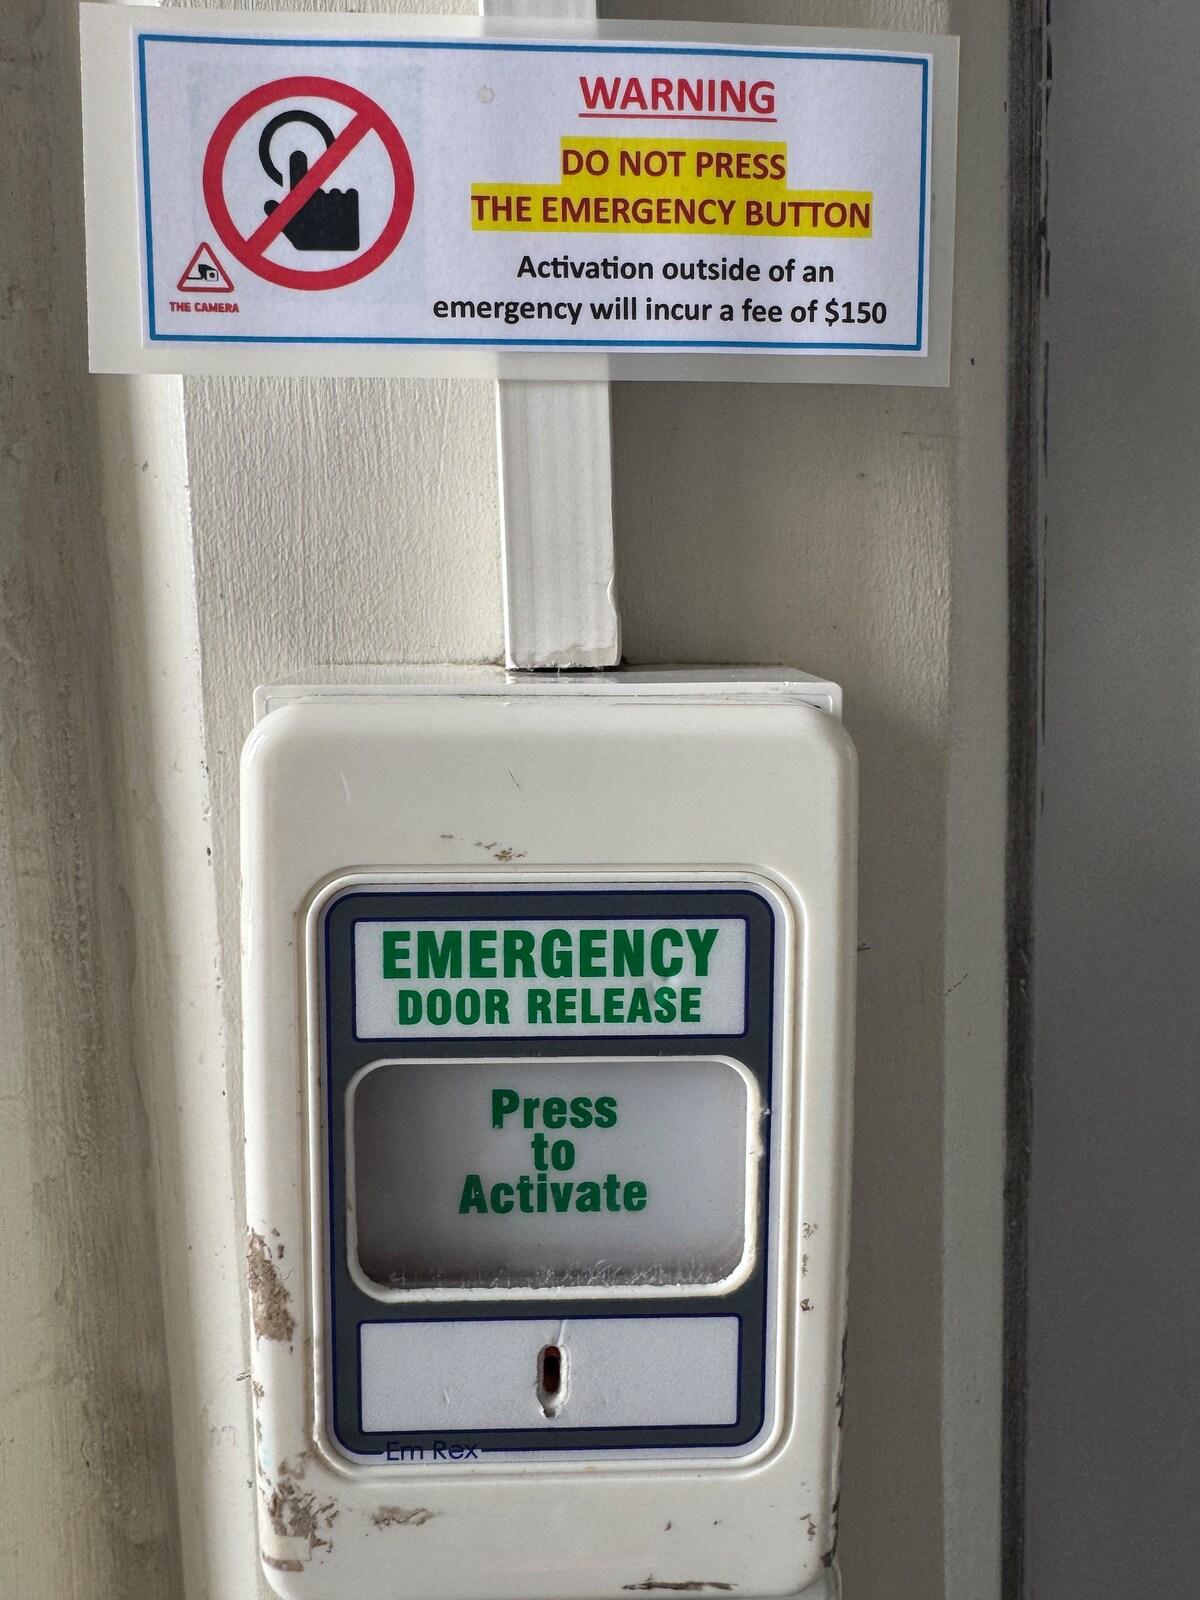 WARNING
DO NOT PRESS
THE EMERGENCY BUTTON
Activation outside of an
emergency will incur a fee of $150
THE CAMERA
EMERGENCY
DOOR RELEASE
Press
to
Activate
Em Rex